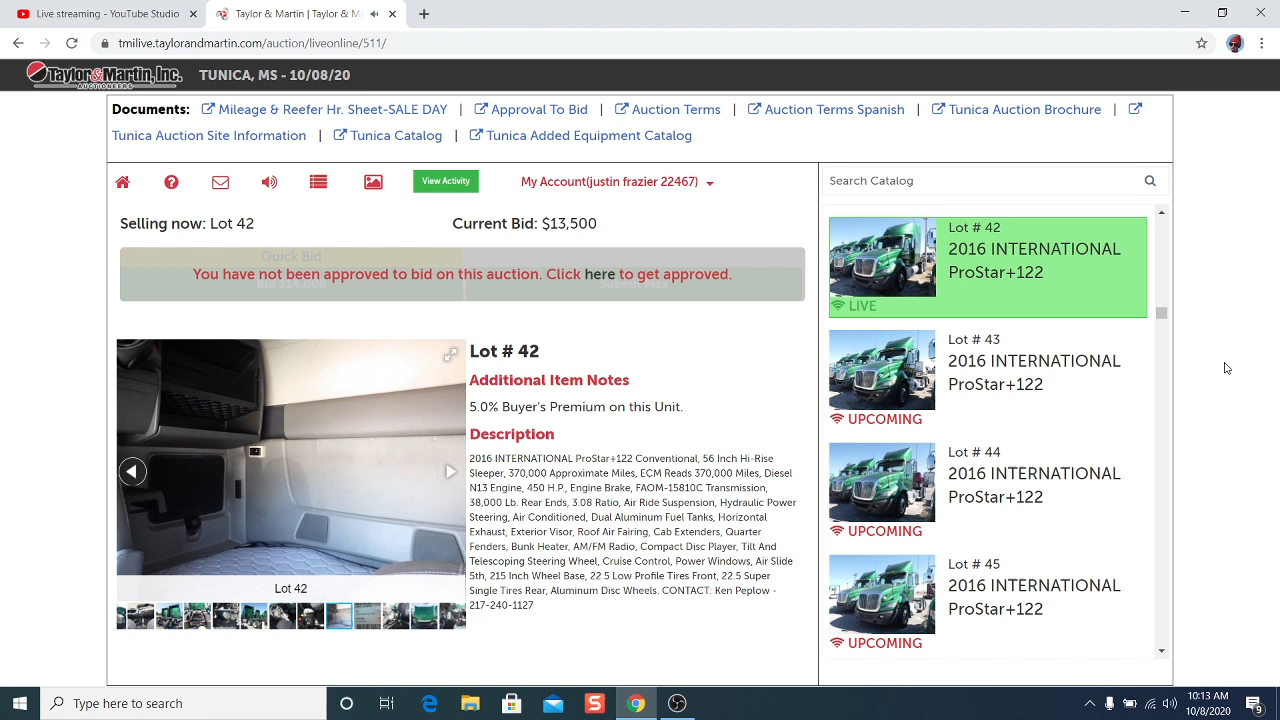 Live streaming - YouTube Studio
Taylor & Martin | Taylor & M
tmlive.taylorandmartin.com/auction/liveonline/511/
Taylor&Martin, Inc.
AUCTIONEERS
TUNICA, MS - 10/08/20
Documents: Mileage & Reefer Hr. Sheet-SALE DAY | Approval To Bid | Auction Terms | Auction Terms Spanish | Tunica Auction Brochure |
Tunica Auction Site Information | Tunica Catalog | Tunica Added Equipment Catalog
View Activity
My Account(justin frazier 22467)
Search Catalog
Selling now: Lot 42
Current Bid: $13,500
Quick Bid
You have not been approved to bid on this auction. Click here to get approved.
Bid $14,000
Submit Max
Lot 42
Lot # 42
Additional Item Notes
5.0% Buyer's Premium on this Unit.
Description
2016 INTERNATIONAL ProStar+122 Conventional, 56 Inch Hi-Rise
Sleeper, 370,000 Approximate Miles, ECM Reads 370,000 Miles, Diesel
N13 Engine, 450 H.P., Engine Brake, FAOM-15810C Transmission,
38,000 Lb. Rear Ends, 3.08 Ratio, Air Ride Suspension, Hydraulic Power
Steering, Air Conditioned, Dual Aluminum Fuel Tanks, Horizontal
Exhaust, Exterior Visor, Roof Air Fairing, Cab Extenders, Quarter
Fenders, Bunk Heater, AM/FM Radio, Compact Disc Player, Tilt And
Telescoping Steering Wheel, Cruise Control, Power Windows, Air Slide
5th, 215 Inch Wheel Base, 22.5 Low Profile Tires Front, 22.5 Super
Single Tires Rear, Aluminum Disc Wheels. CONTACT: Ken Peplow -
217-240-1127
Lot # 42
2016 INTERNATIONAL
ProStar+122
LIVE
Lot # 43
2016 INTERNATIONAL
ProStar+122
UPCOMING
Lot # 44
2016 INTERNATIONAL
ProStar+122
UPCOMING
Lot # 45
2016 INTERNATIONAL
ProStar+122
UPCOMING
Type here to search
10:13 AM
10/8/2020
9